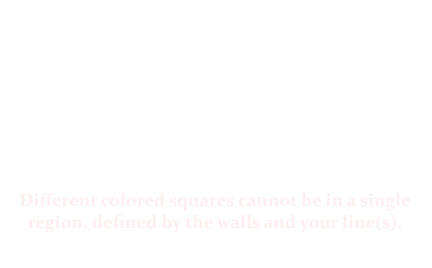 Different colored squares cannot be in a single
region, defined by the walls and your line(s).